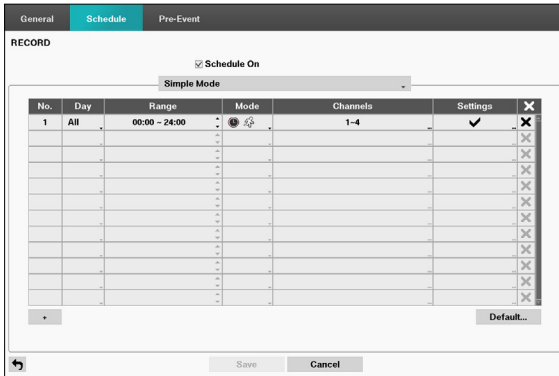 General Schedule Pre-Event
RECORD
Schedule On
Simple Mode
No. Day Range Mode Channels Settings
1 All 00:00 ~ 24:00 1~4
+ Default...
Save Cancel